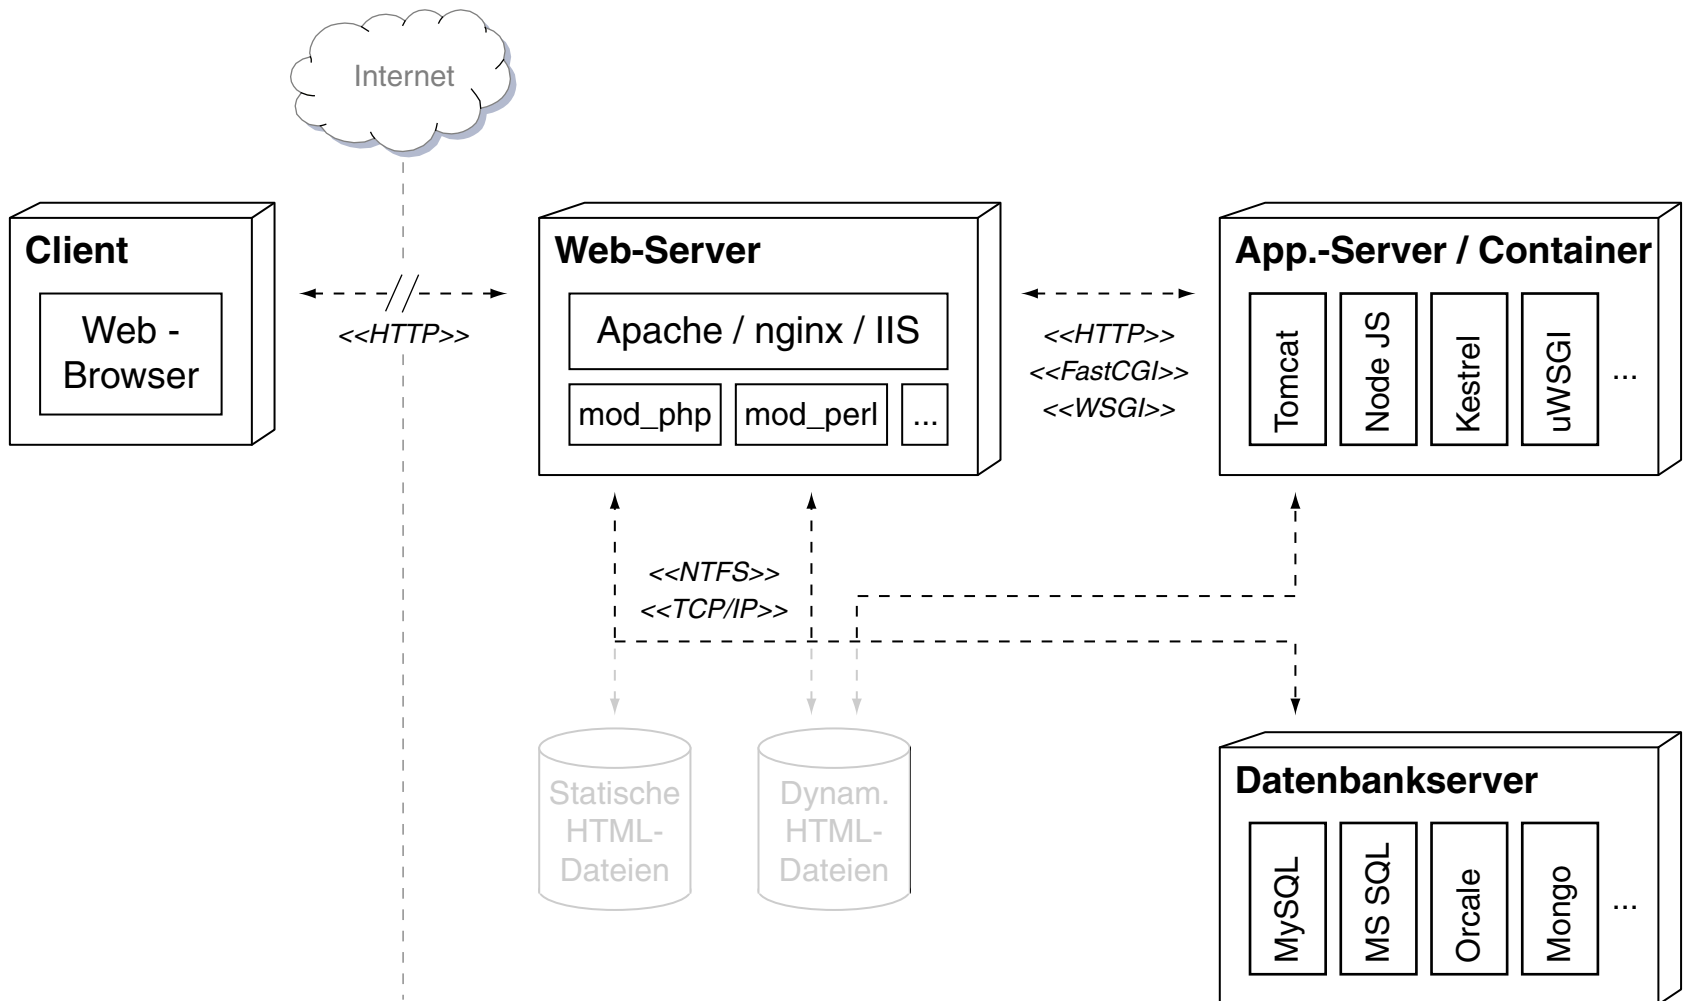 Internet
Client
Web -
Browser
<<HTTP>>
Web-Server
Apache / nginx / IIS
mod_php
mod_perl
...
<<HTTP>>
<<FastCGI>>
<<WSGI>>
App.-Server / Container
Tomcat
Node JS
Kestrel
uWSGI
...
<<NTFS>>
<<TCP/IP>>
Statische
HTML-
Dateien
Dynam.
HTML-
Dateien
Datenbankserver
MySQL
MS SQL
Orcale
Mongo
...